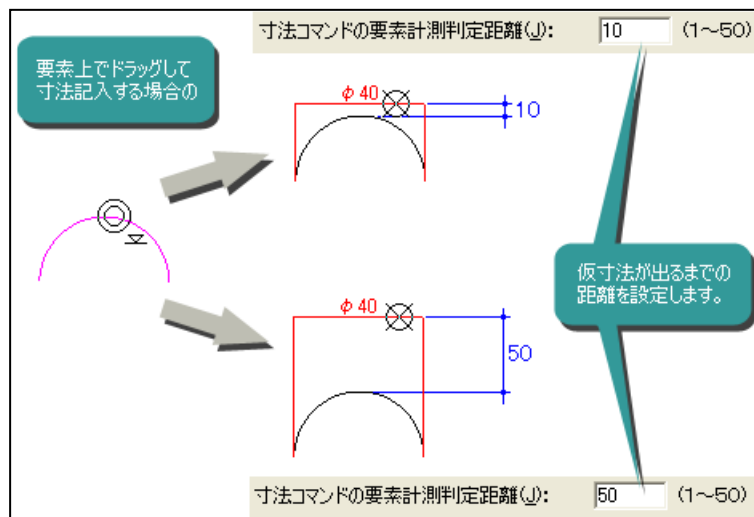 寸法コマンドの要素計測判定距離(J): 10 (1～50)
要素上でドラッグして
寸法記入する場合の
φ40
10
仮寸法が出るまでの
距離を設定します。
φ40
50
寸法コマンドの要素計測判定距離(J): 50 (1～50)